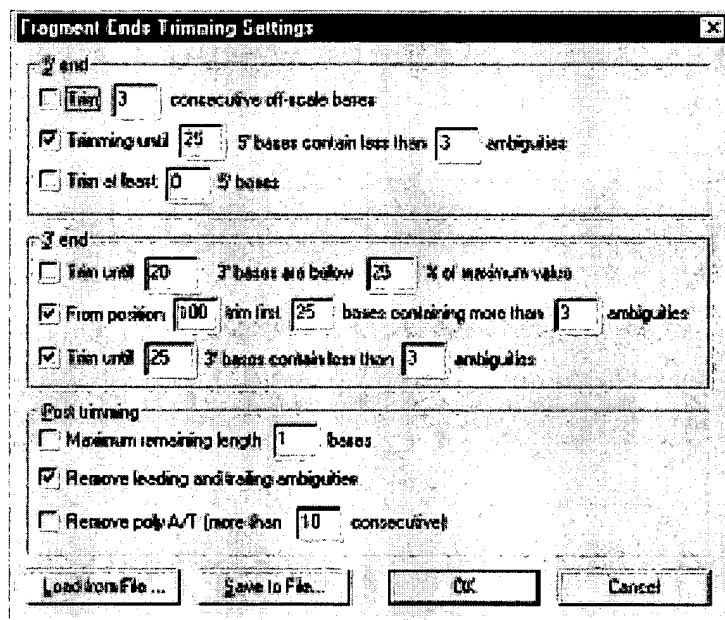 Fragment Ends Trimming Settings
5' end
Trim 3 consecutive off-scale bases
Trimming until 25 5' bases contain less than 3 ambiguities
Trim at least 0 5' bases
3' end
Trim until 20 3' bases are below 25 % of maximum value
From position 100 trim first 25 bases containing more than 3 ambiguities
Trim until 25 3' bases contain less than 3 ambiguities
Post trimming
Maximum remaining length 1 bases
Remove leading and trailing ambiguities
Remove poly A/T (more than 10 consecutive)
Load from File ... Save to File... OK Cancel